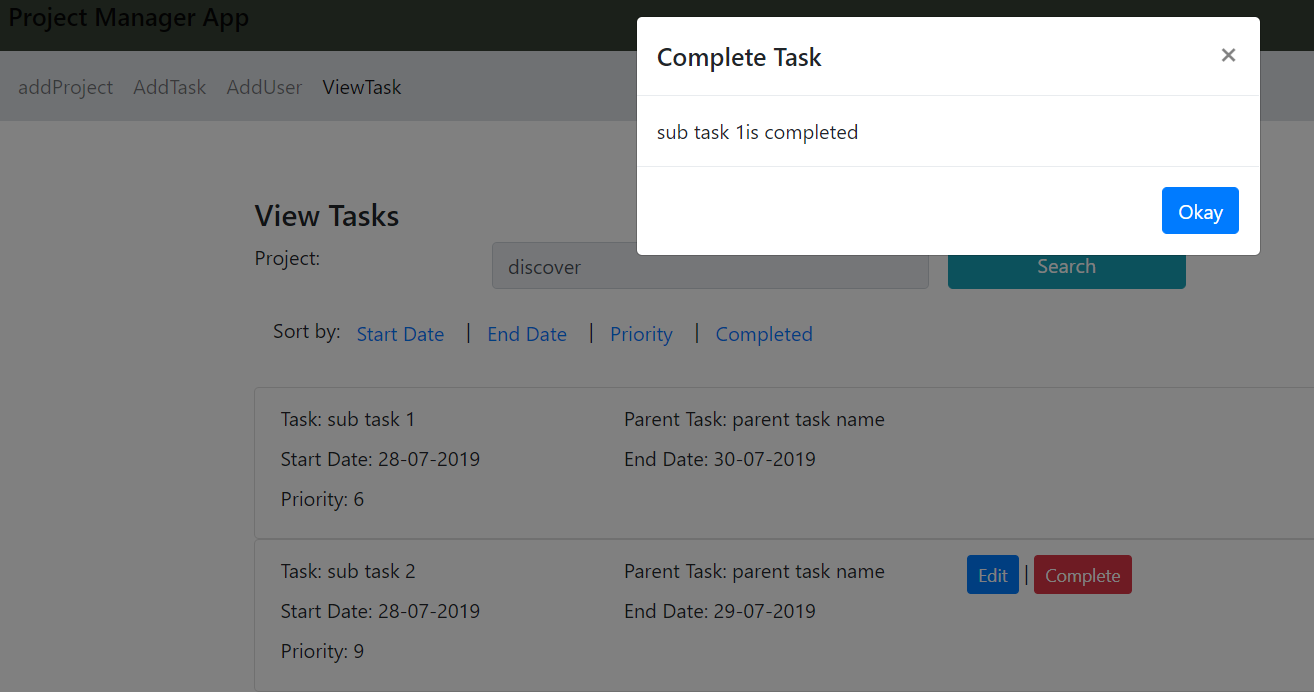 Project Manager App
Complete Task ×
sub task 1is completed
Okay
addProject AddTask AddUser ViewTask
View Tasks
Project: discover Search
Sort by: Start Date | End Date | Priority | Completed
Task: sub task 1 Parent Task: parent task name
Start Date: 28-07-2019 End Date: 30-07-2019
Priority: 6
Task: sub task 2 Parent Task: parent task name Edit | Complete
Start Date: 28-07-2019 End Date: 29-07-2019
Priority: 9